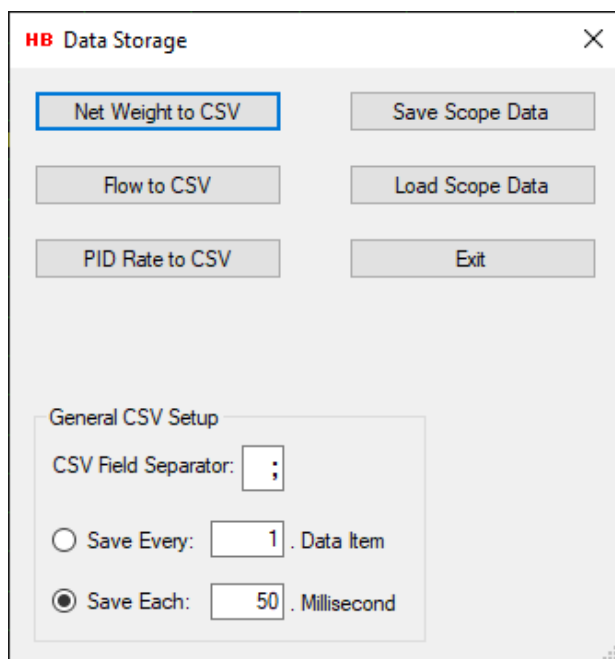 HB Data Storage
Net Weight to CSV
Save Scope Data
Flow to CSV
Load Scope Data
PID Rate to CSV
Exit
General CSV Setup
CSV Field Separator: ;
Save Every: 1 . Data Item
Save Each: 50 . Millisecond